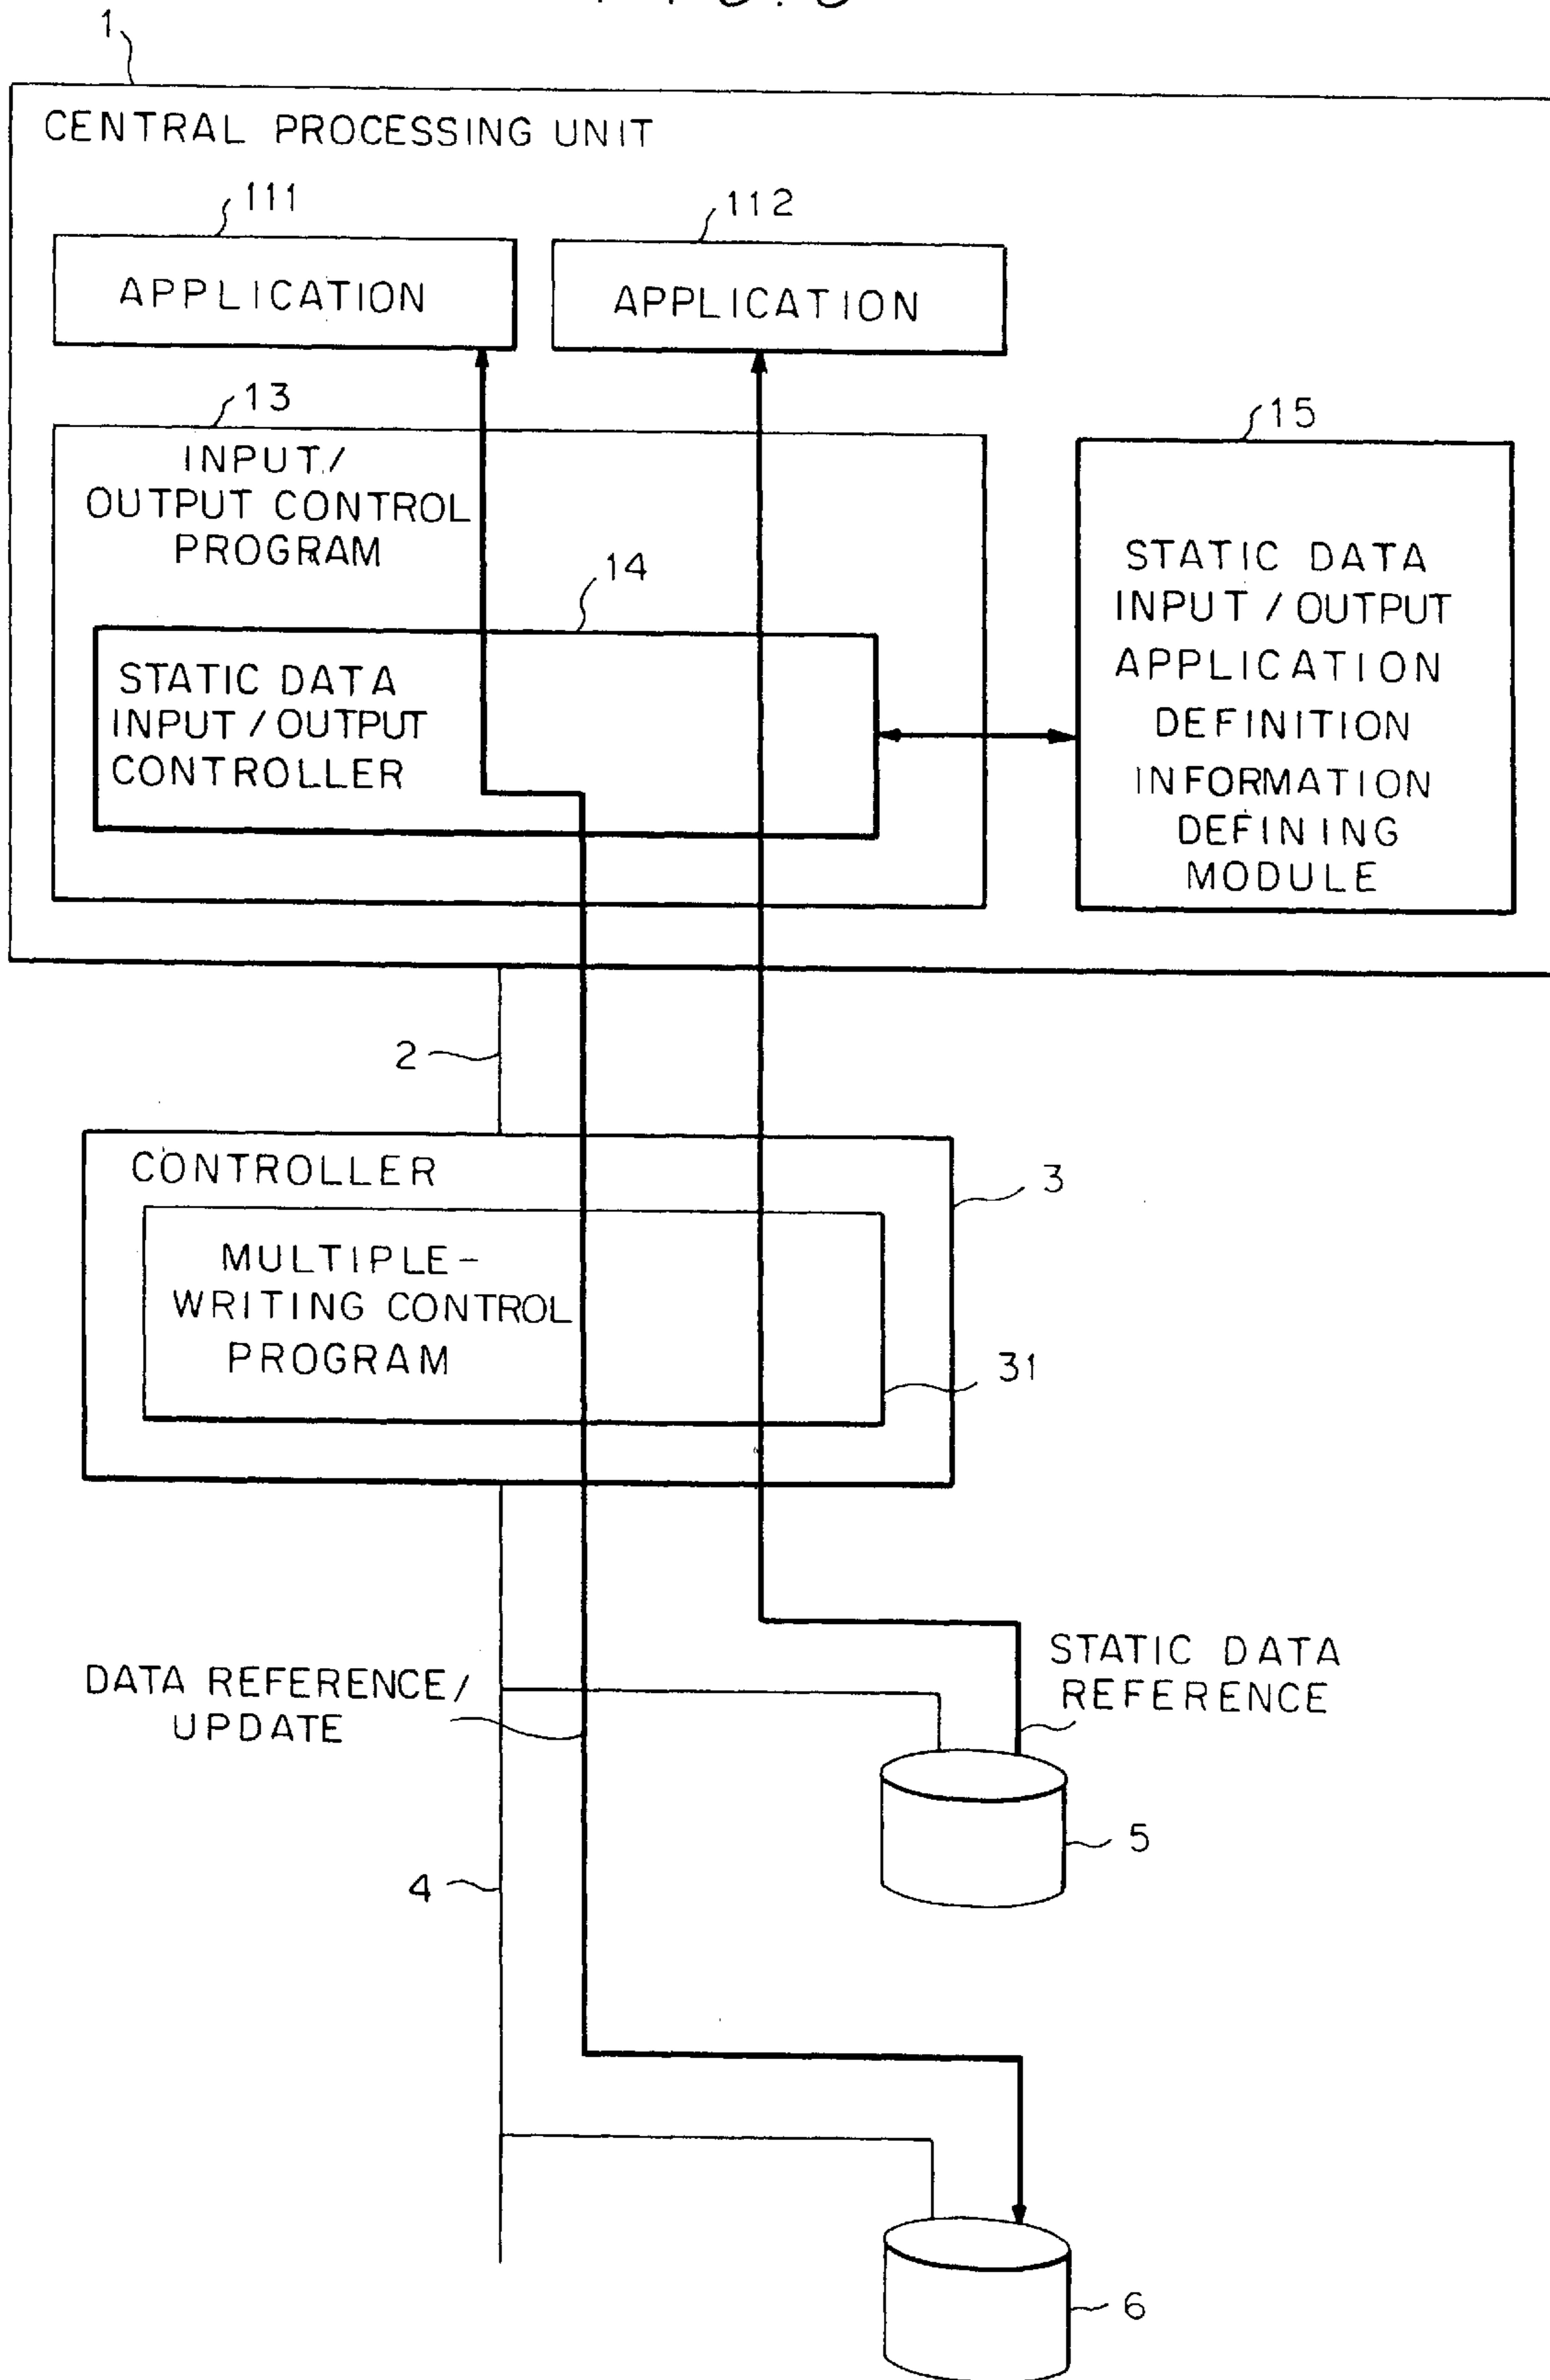 1
CENTRAL PROCESSING UNIT
111
112
APPLICATION
APPLICATION
13
15
INPUT/
OUTPUT CONTROL
PROGRAM
14
STATIC DATA
INPUT/OUTPUT
CONTROLLER
STATIC DATA
INPUT/OUTPUT
APPLICATION
DEFINITION
INFORMATION
DEFINING
MODULE
2
CONTROLLER
3
MULTIPLE-
WRITING CONTROL
PROGRAM
31
DATA REFERENCE/
UPDATE
STATIC DATA
REFERENCE
5
4
6